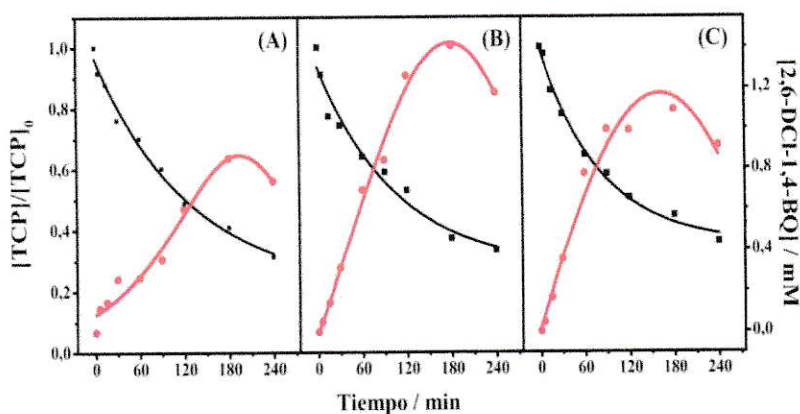 (A)
(B)
(C)
1,0
0,8
0,6
0,4
0,2
0,0
[TCP]/[TCP]0
1,2
0,8
0,4
0,0
[2,6-DCl-1,4-BQ] / mM
0 60 120 180 240
0 60 120 180 240
0 60 120 180 240
Tiempo / min